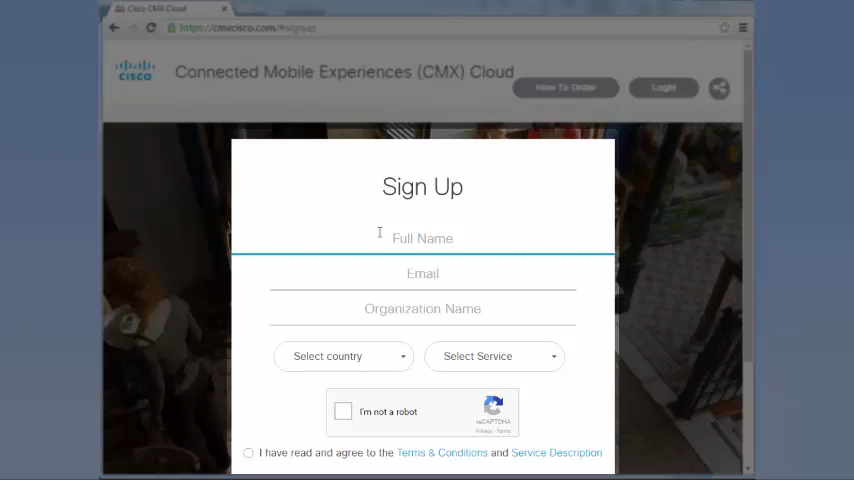 Cisco CMX Cloud
https://cmxcisco.com/#signup
cisco
Connected Mobile Experiences (CMX) Cloud
How To Order
Login
Sign Up
Full Name
Email
Organization Name
Select country
Select Service
I'm not a robot
reCAPTCHA
Privacy - Terms
I have read and agree to the Terms & Conditions and Service Description